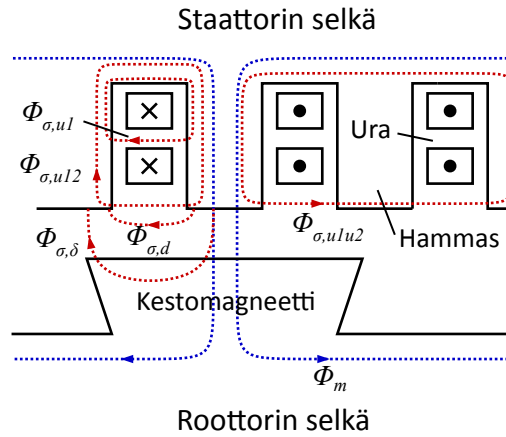 Staattorin selkä
Φσ,u1
Ura
Φσ,u12
Φσ,u1u2
Hammas
Φσ,δ
Φσ,d
Kestomagneetti
Φm
Roottorin selkä